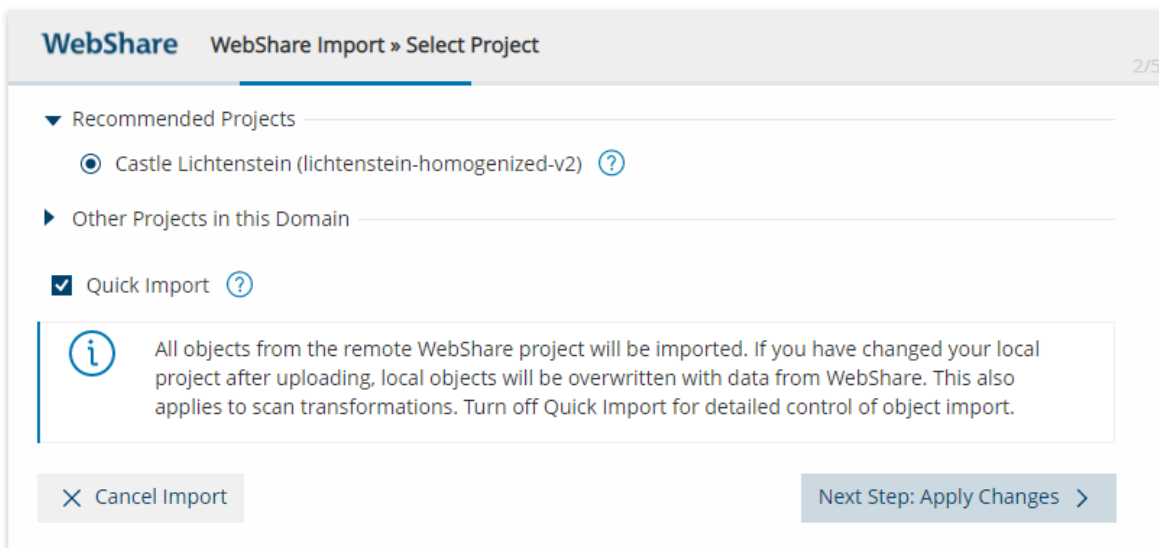 WebShare WebShare Import » Select Project
2/5
Recommended Projects
Castle Lichtenstein (lichtenstein-homogenized-v2) ?
Other Projects in this Domain
Quick Import ?
i
All objects from the remote WebShare project will be imported. If you have changed your local
project after uploading, local objects will be overwritten with data from WebShare. This also
applies to scan transformations. Turn off Quick Import for detailed control of object import.
Cancel Import
Next Step: Apply Changes